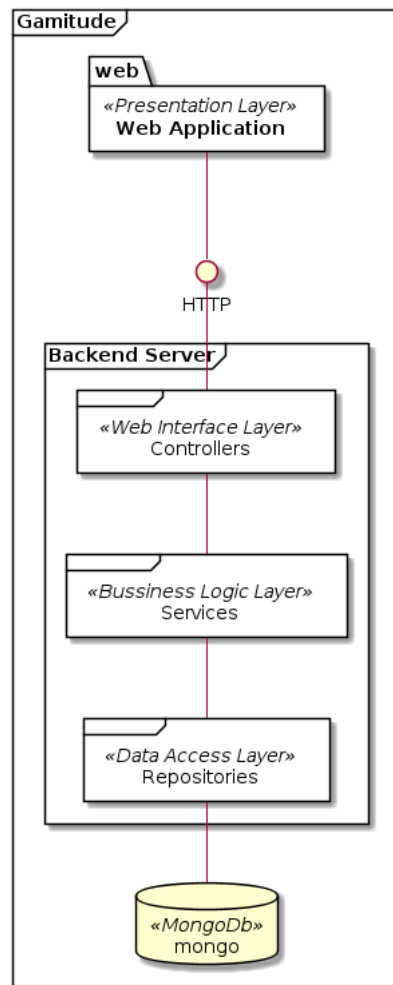 Gamitude
web
«Presentation Layer»
Web Application
HTTP
Backend Server
«Web Interface Layer»
Controllers
«Bussiness Logic Layer»
Services
«Data Access Layer»
Repositories
«MongoDb»
mongo